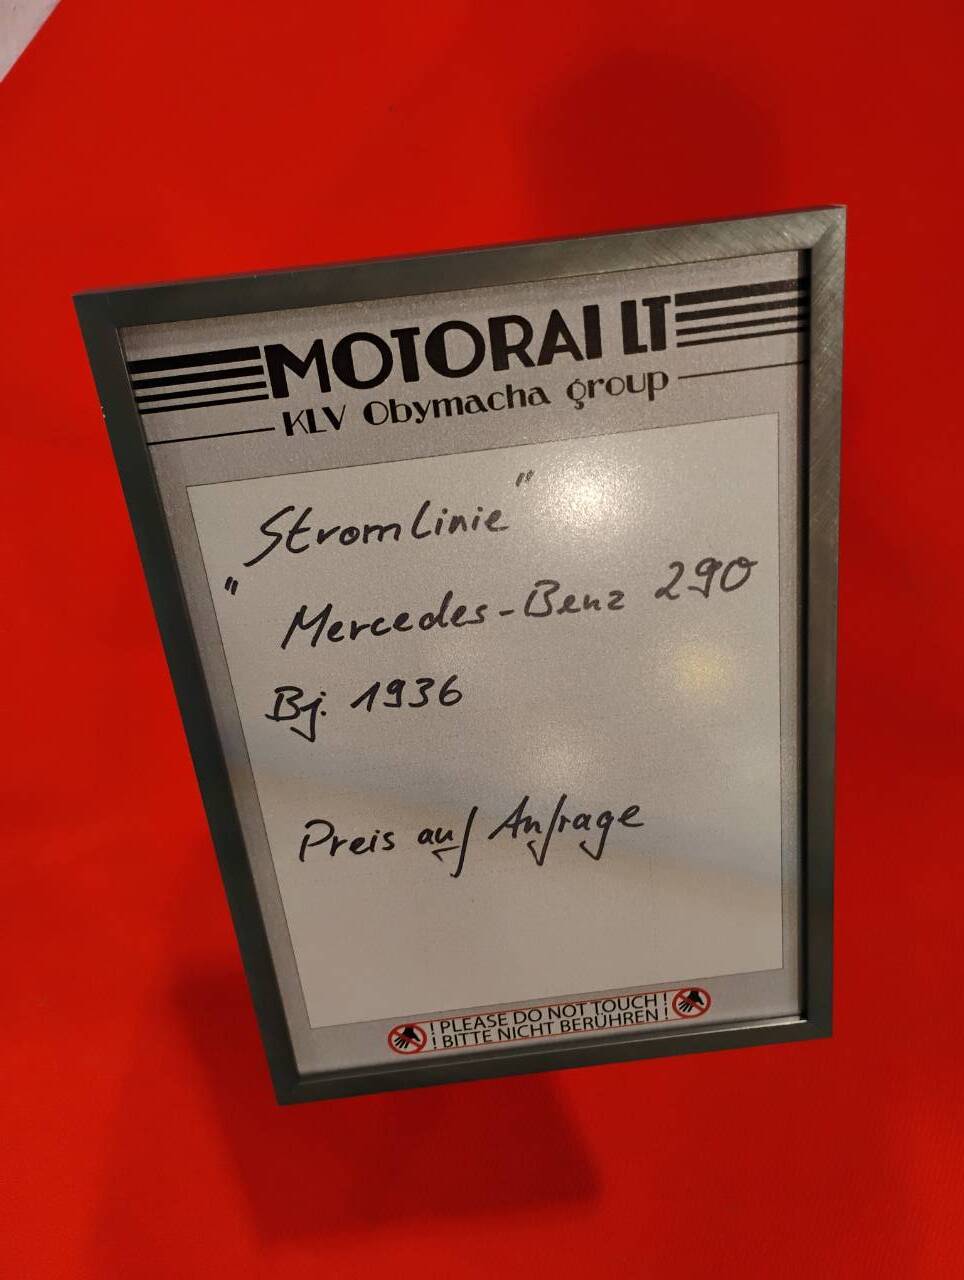 MOTORAI LT
KLV Obymacha group
"Stromlinie"
Mercedes-Benz 290
Bj. 1936
Preis auf Anfrage
! PLEASE DO NOT TOUCH !
! BITTE NICHT BERÜHREN !